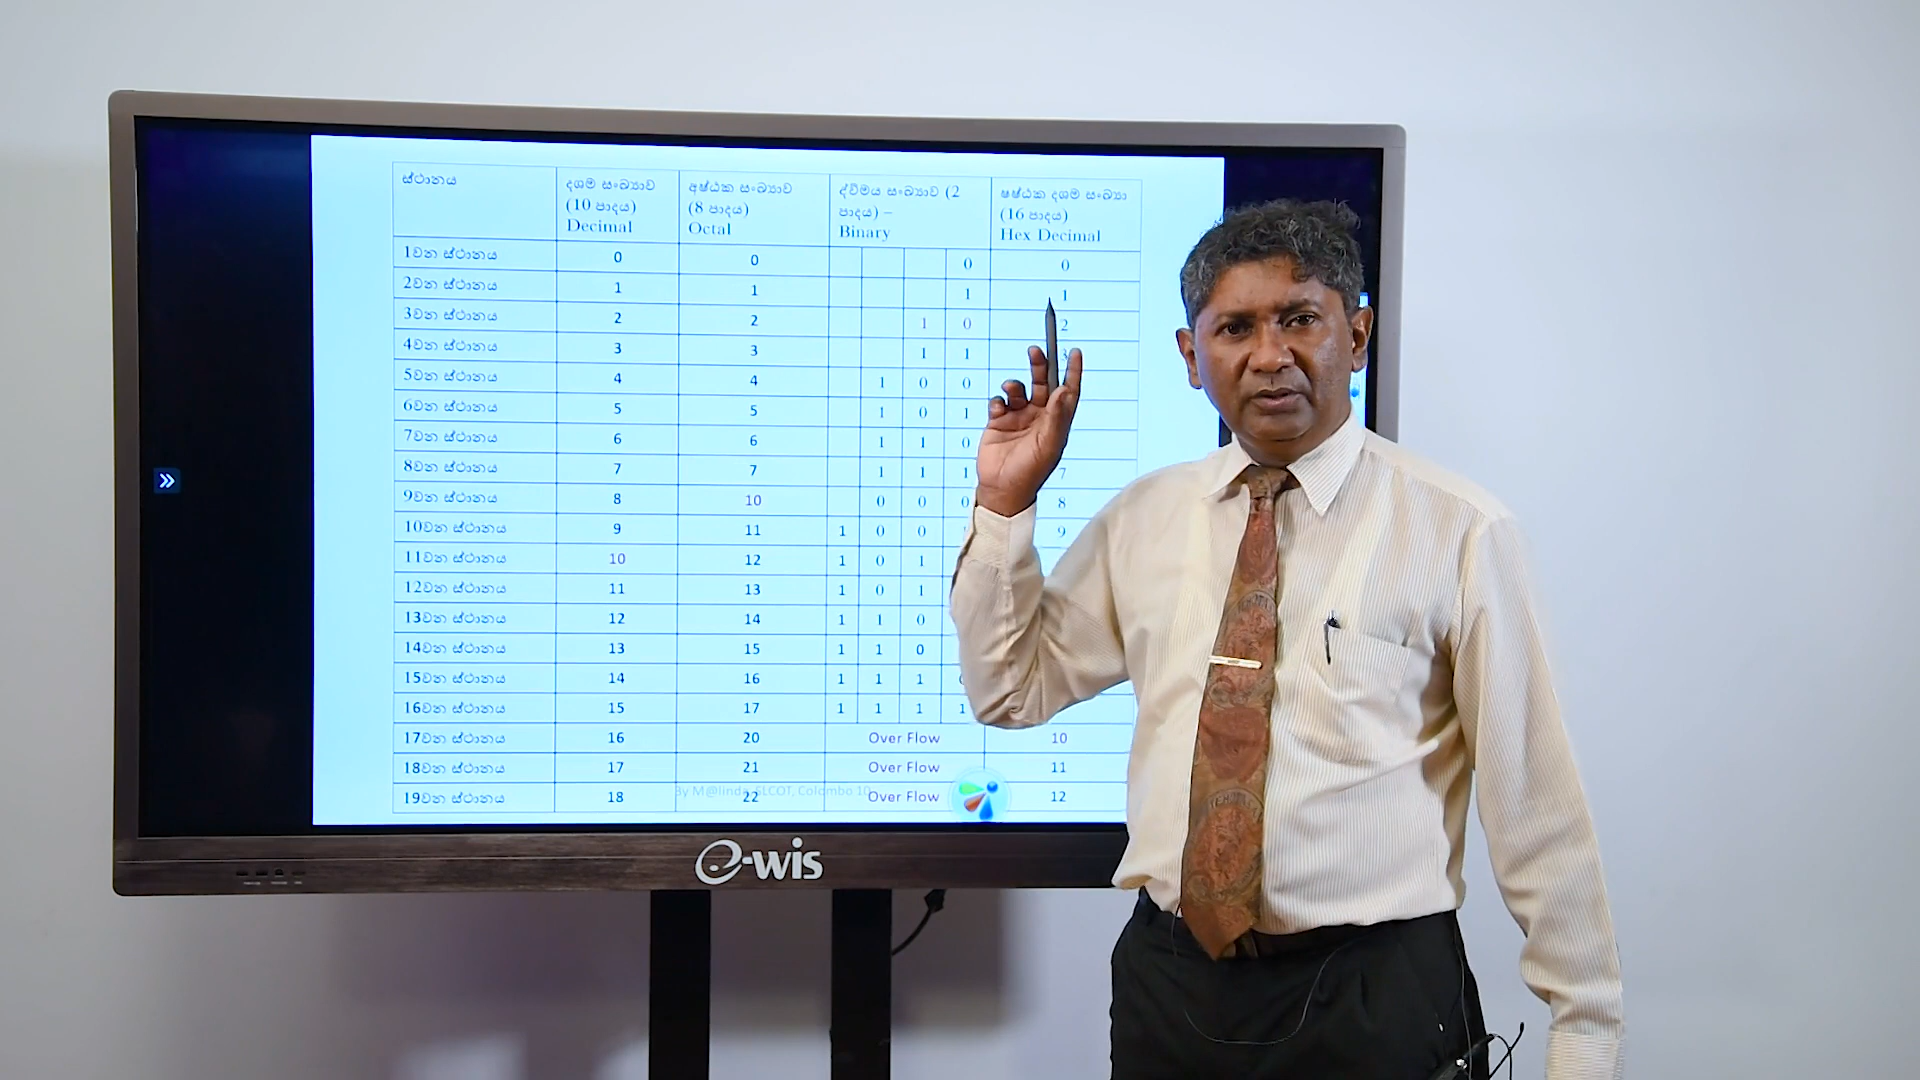 ස්ථානය
දශම සංඛ්‍යාව (10 පාදය) Decimal
අෂ්ඨක සංඛ්‍යාව (8 පාදය) Octal
ද්විමය සංඛ්‍යාව (2 පාදය) – Binary
ෂෂ්ඨක දශම සංඛ්‍යා (16 පාදය) Hex Decimal
1වන ස්ථානය 0 0 0 0
2වන ස්ථානය 1 1 1 1
3වන ස්ථානය 2 2 1 0 2
4වන ස්ථානය 3 3 1 1 3
5වන ස්ථානය 4 4 1 0 0
6වන ස්ථානය 5 5 1 0 1
7වන ස්ථානය 6 6 1 1 0
8වන ස්ථානය 7 7 1 1 1 7
9වන ස්ථානය 8 10 0 0 0 8
10වන ස්ථානය 9 11 1 0 0 9
11වන ස්ථානය 10 12 1 0 1
12වන ස්ථානය 11 13 1 0 1
13වන ස්ථානය 12 14 1 1 0
14වන ස්ථානය 13 15 1 1 0
15වන ස්ථානය 14 16 1 1 1
16වන ස්ථානය 15 17 1 1 1 1
17වන ස්ථානය 16 20 Over Flow 10
18වන ස්ථානය 17 21 Over Flow 11
19වන ස්ථානය 18 22 Over Flow 12
By M@linda, SLCOT, Colombo 10
e-wis